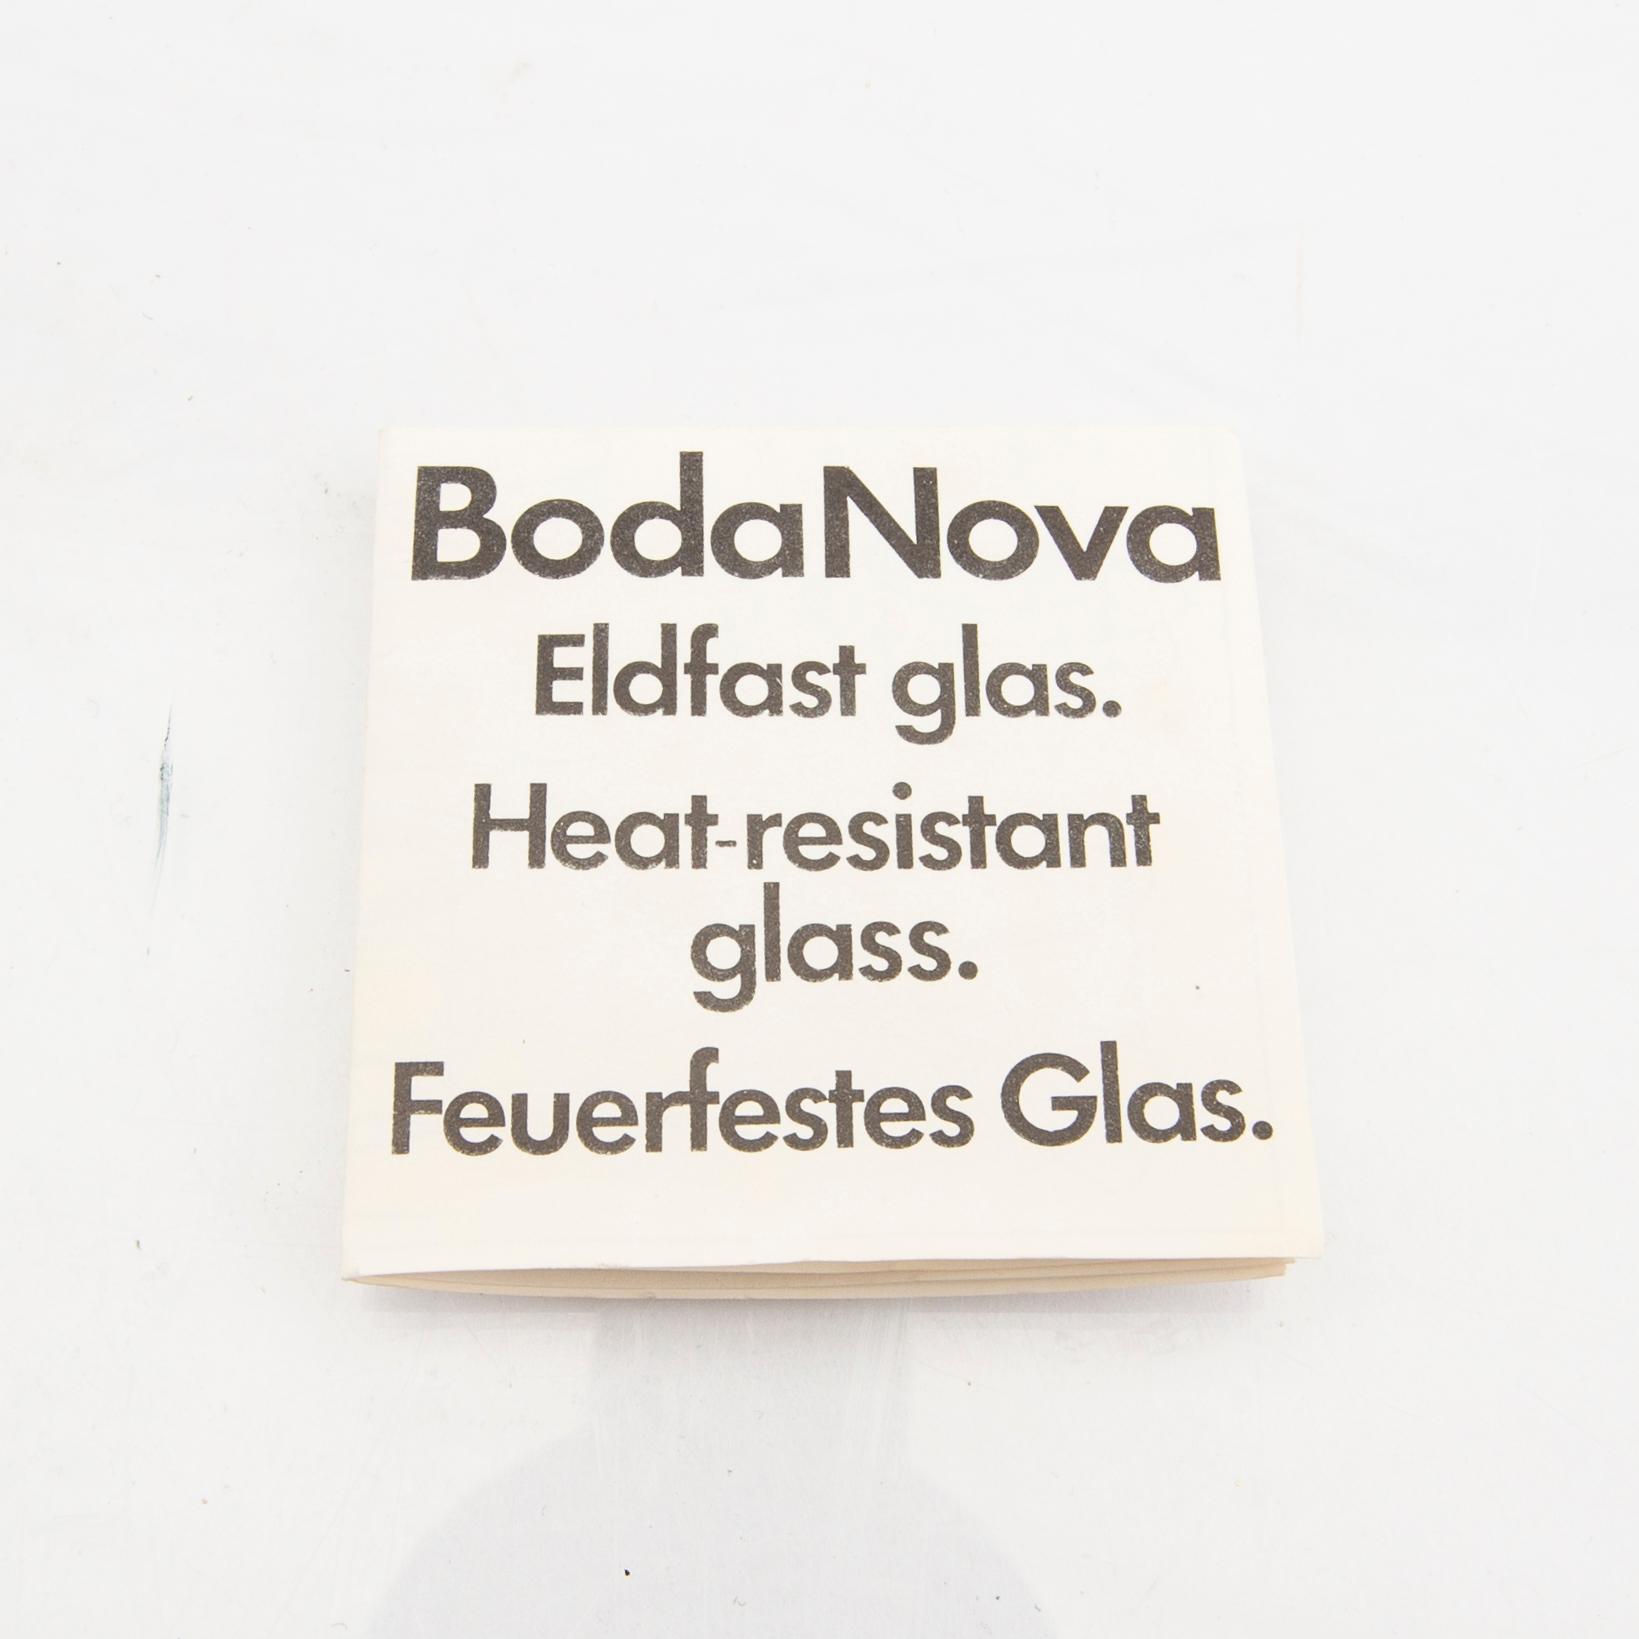 BodaNova
Eldfast glas.
Heat-resistant
glass.
Feuerfestes Glas.